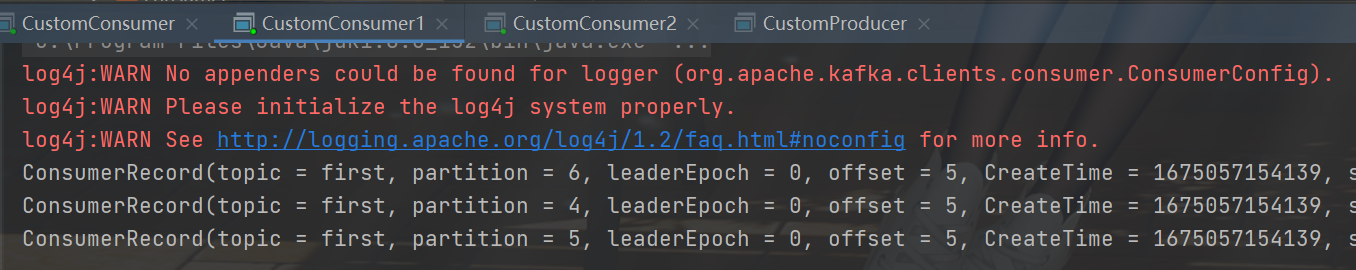 CustomConsumer × CustomConsumer1 × CustomConsumer2 × CustomProducer ×
log4j:WARN No appenders could be found for logger (org.apache.kafka.clients.consumer.ConsumerConfig).
log4j:WARN Please initialize the log4j system properly.
log4j:WARN See http://logging.apache.org/log4j/1.2/faq.html#noconfig for more info.
ConsumerRecord(topic = first, partition = 6, leaderEpoch = 0, offset = 5, CreateTime = 1675057154139, s
ConsumerRecord(topic = first, partition = 4, leaderEpoch = 0, offset = 5, CreateTime = 1675057154139, s
ConsumerRecord(topic = first, partition = 5, leaderEpoch = 0, offset = 5, CreateTime = 1675057154139, s